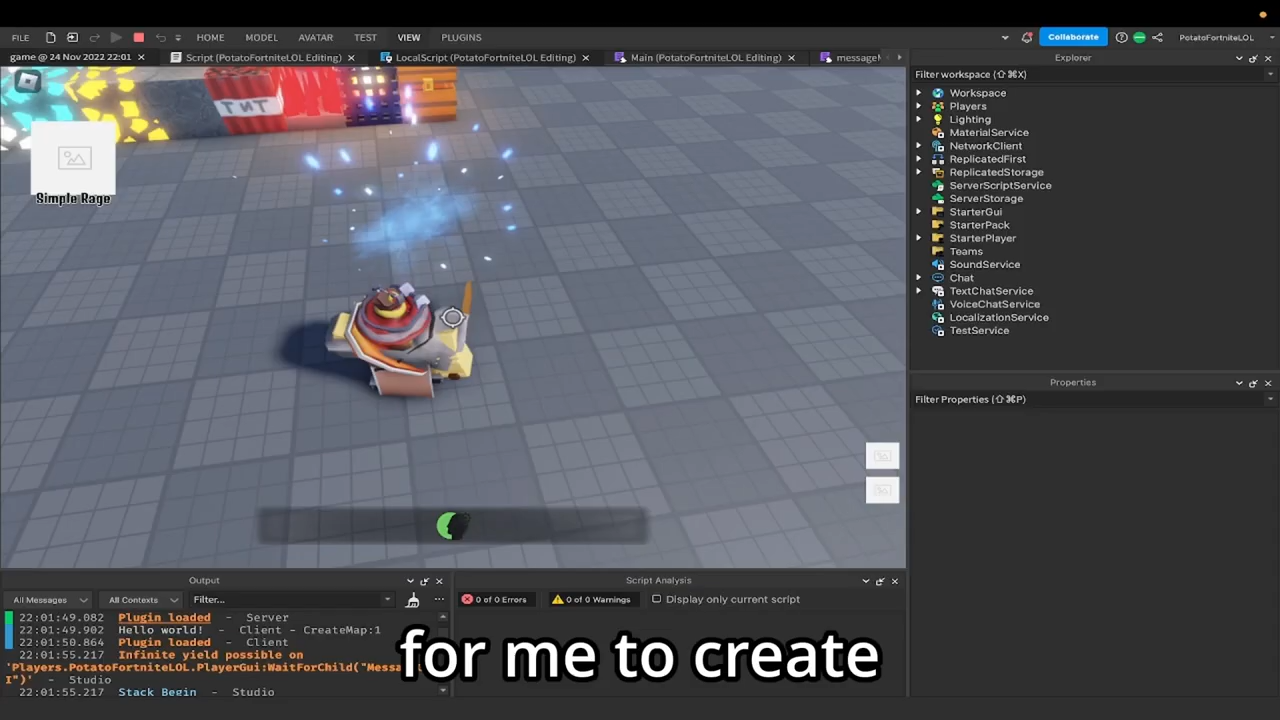 FILE HOME MODEL AVATAR TEST VIEW PLUGINS Collaborate PotatoFortniteLOL
game @ 24 Nov 2022 22:01 Script (PotatoFortniteLOL Editing) LocalScript (PotatoFortniteLOL Editing) Main (PotatoFortniteLOL Editing) messageM
Explorer
Filter workspace (⇧⌘X)
Workspace
Players
Lighting
MaterialService
NetworkClient
ReplicatedFirst
ReplicatedStorage
ServerScriptService
ServerStorage
StarterGui
StarterPack
StarterPlayer
Teams
SoundService
Chat
TextChatService
VoiceChatService
LocalizationService
TestService
Properties
Filter Properties (⇧⌘P)
TNT
Simple Rage
Output
All Messages All Contexts Filter...
22:01:49.082 Plugin loaded - Server
22:01:49.902 Hello world! - Client - CreateMap:1
22:01:50.860 Plugin loaded - Client
22:01:55.217 Infinite yield possible on
'Players.PotatoFortniteLOL.PlayerGui:WaitForChild("Messa
I")' - Studio
22:01:55.217 Stack Begin - Studio
Script Analysis
0 of 0 Errors 0 of 0 Warnings Display only current script
for me to create